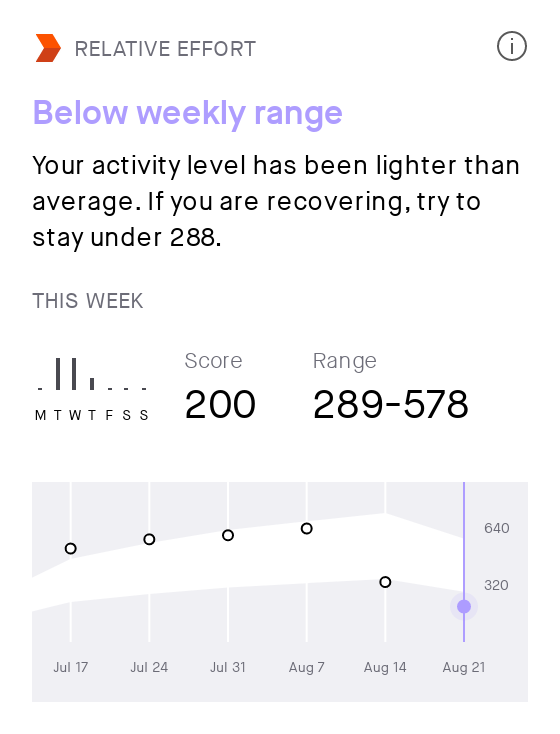 RELATIVE EFFORT
Below weekly range
Your activity level has been lighter than
average. If you are recovering, try to
stay under 288.
THIS WEEK
Score Range
200 289-578
M T W T F S S
640
320
Jul 17 Jul 24 Jul 31 Aug 7 Aug 14 Aug 21